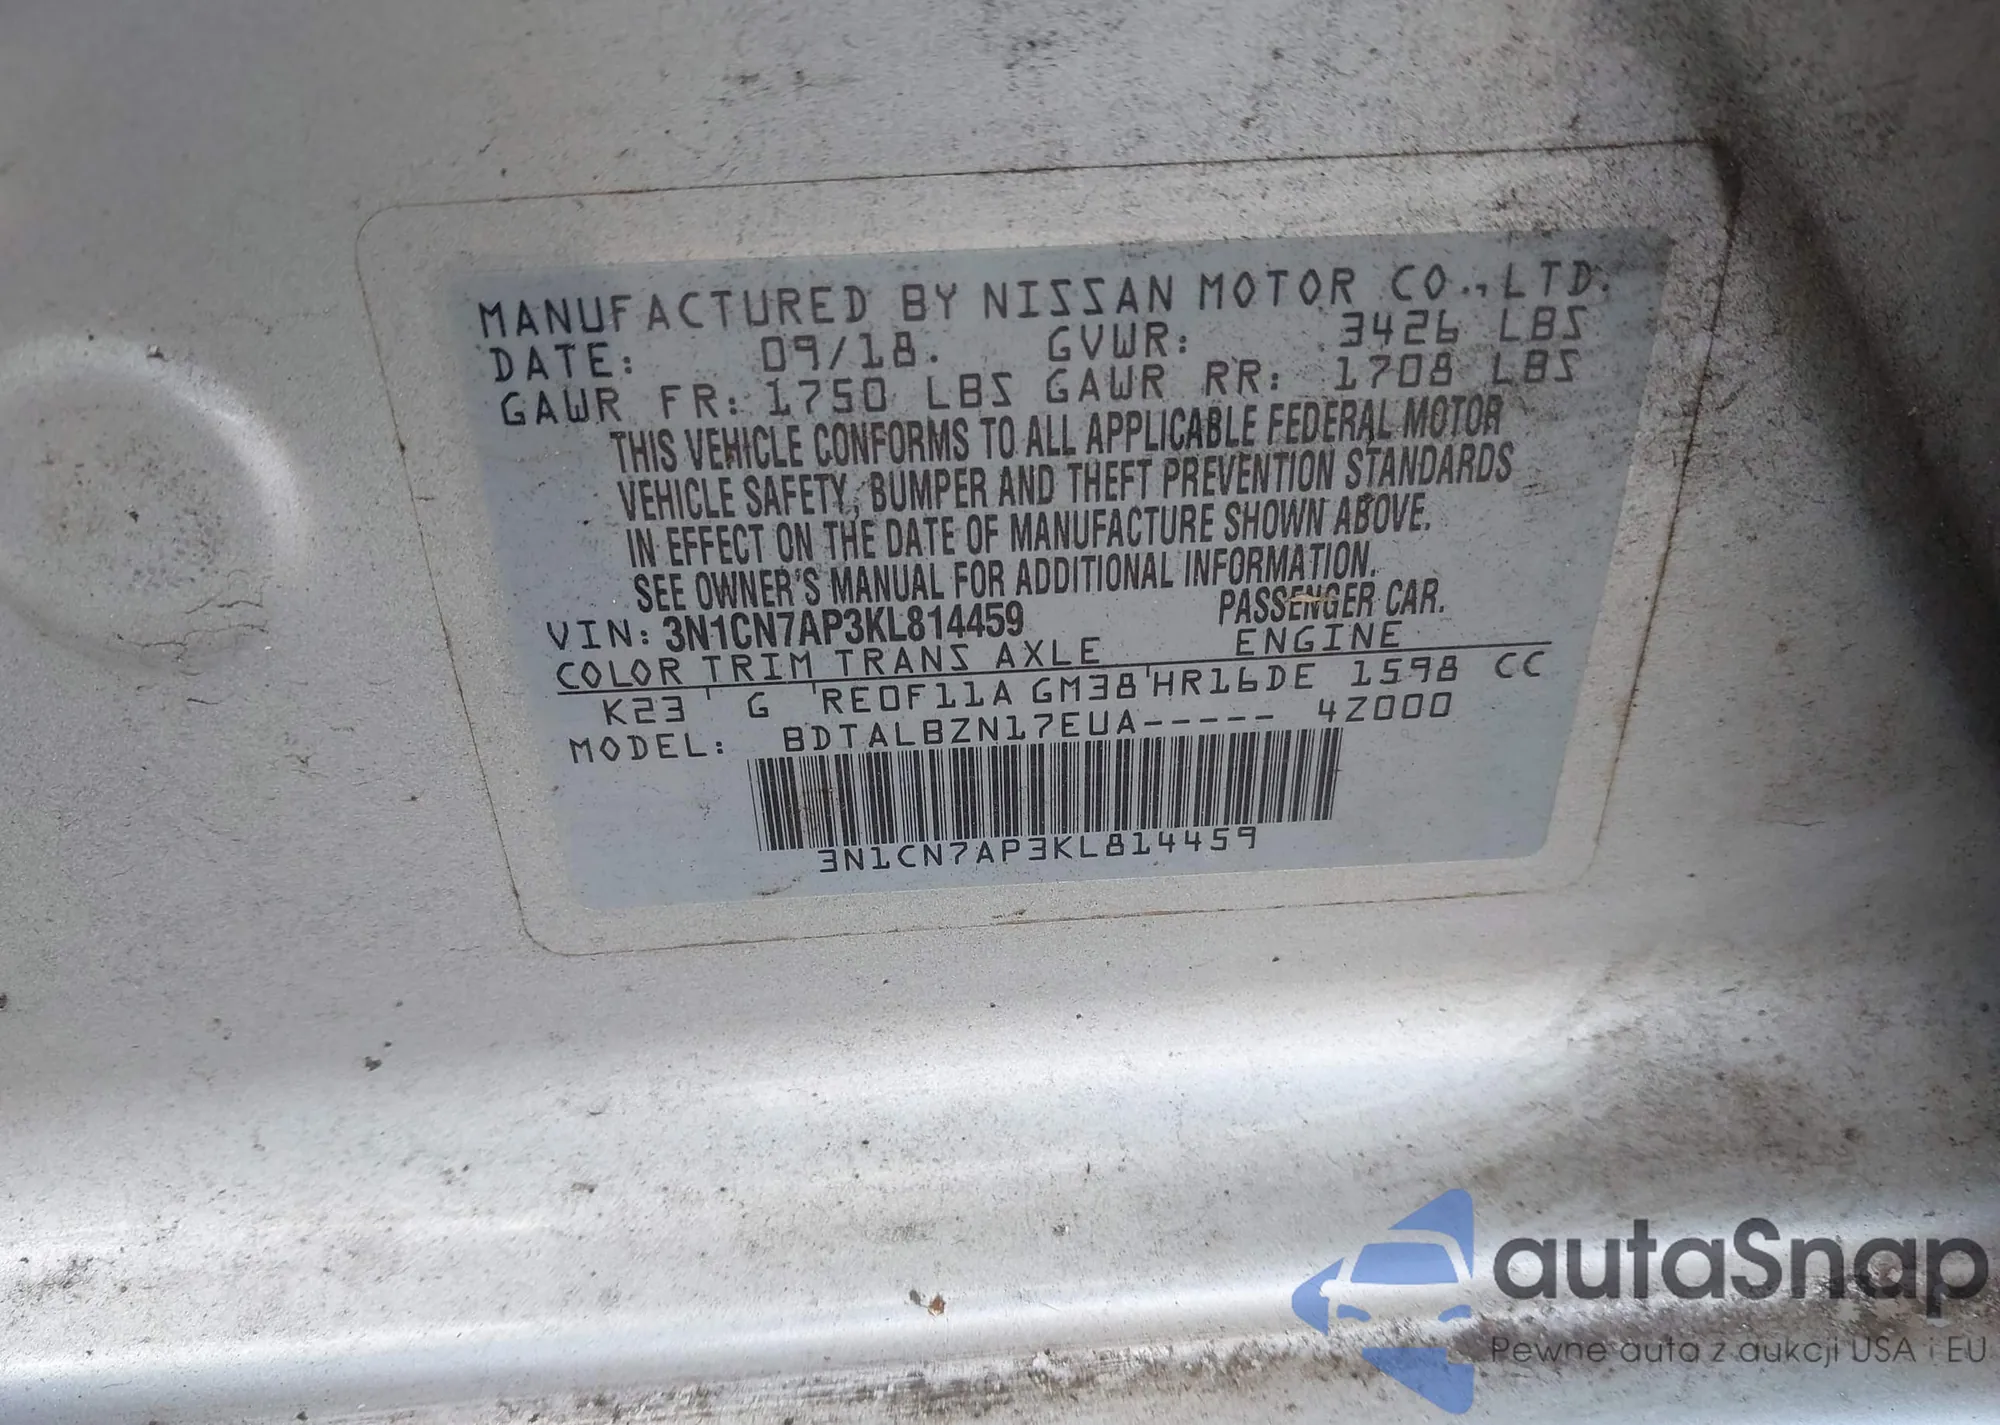 MANUFACTURED BY NISSAN MOTOR CO., LTD.
DATE: 09/18. GVWR: 3426 LBS
GAWR FR: 1750 LBS GAWR RR: 1708 LBS
THIS VEHICLE CONFORMS TO ALL APPLICABLE FEDERAL MOTOR
VEHICLE SAFETY, BUMPER AND THEFT PREVENTION STANDARDS
IN EFFECT ON THE DATE OF MANUFACTURE SHOWN ABOVE.
SEE OWNER'S MANUAL FOR ADDITIONAL INFORMATION.
VIN: 3N1CN7AP3KL814459 PASSENGER CAR.
COLOR TRIM TRANS AXLE ENGINE
K23 G RE0F11A GM38 HR16DE 1598 CC
MODEL: BDTALBZN17EUA----- 4Z000
3N1CN7AP3KL814459
autaSnap
Pewne auta z aukcji USA i EU